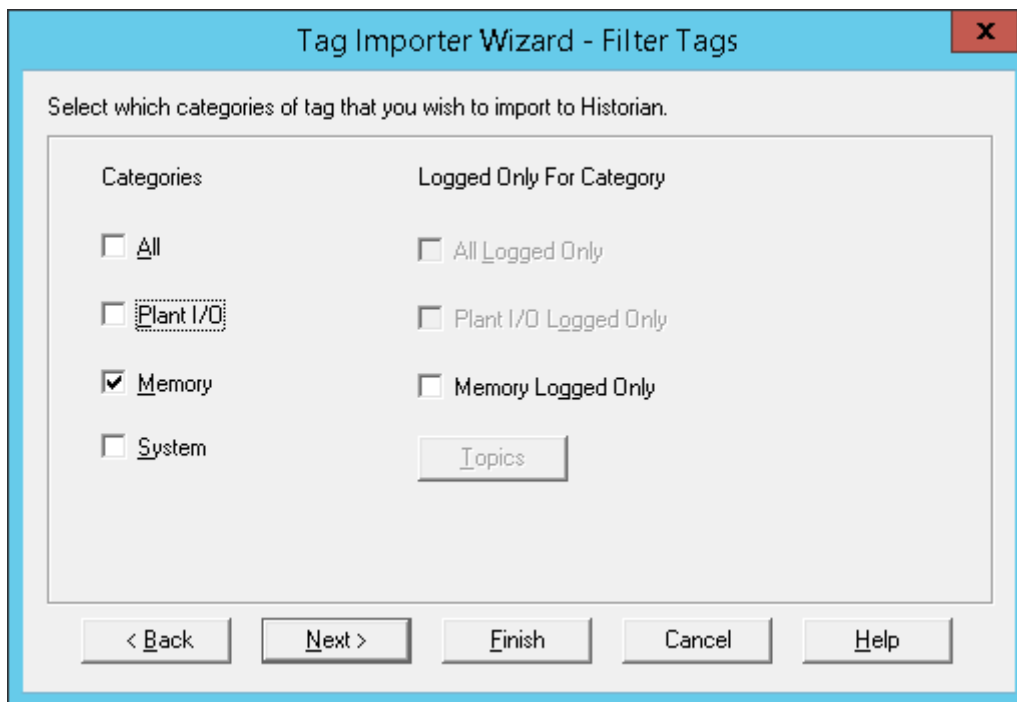 Tag Importer Wizard - Filter Tags
x
Select which categories of tag that you wish to import to Historian.
Categories Logged Only For Category
All All Logged Only
Plant I/O Plant I/O Logged Only
Memory Memory Logged Only
System Topics
< Back Next > Finish Cancel Help